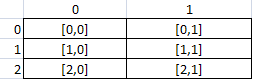 0 1
0 [0,0] [0,1]
1 [1,0] [1,1]
2 [2,0] [2,1]